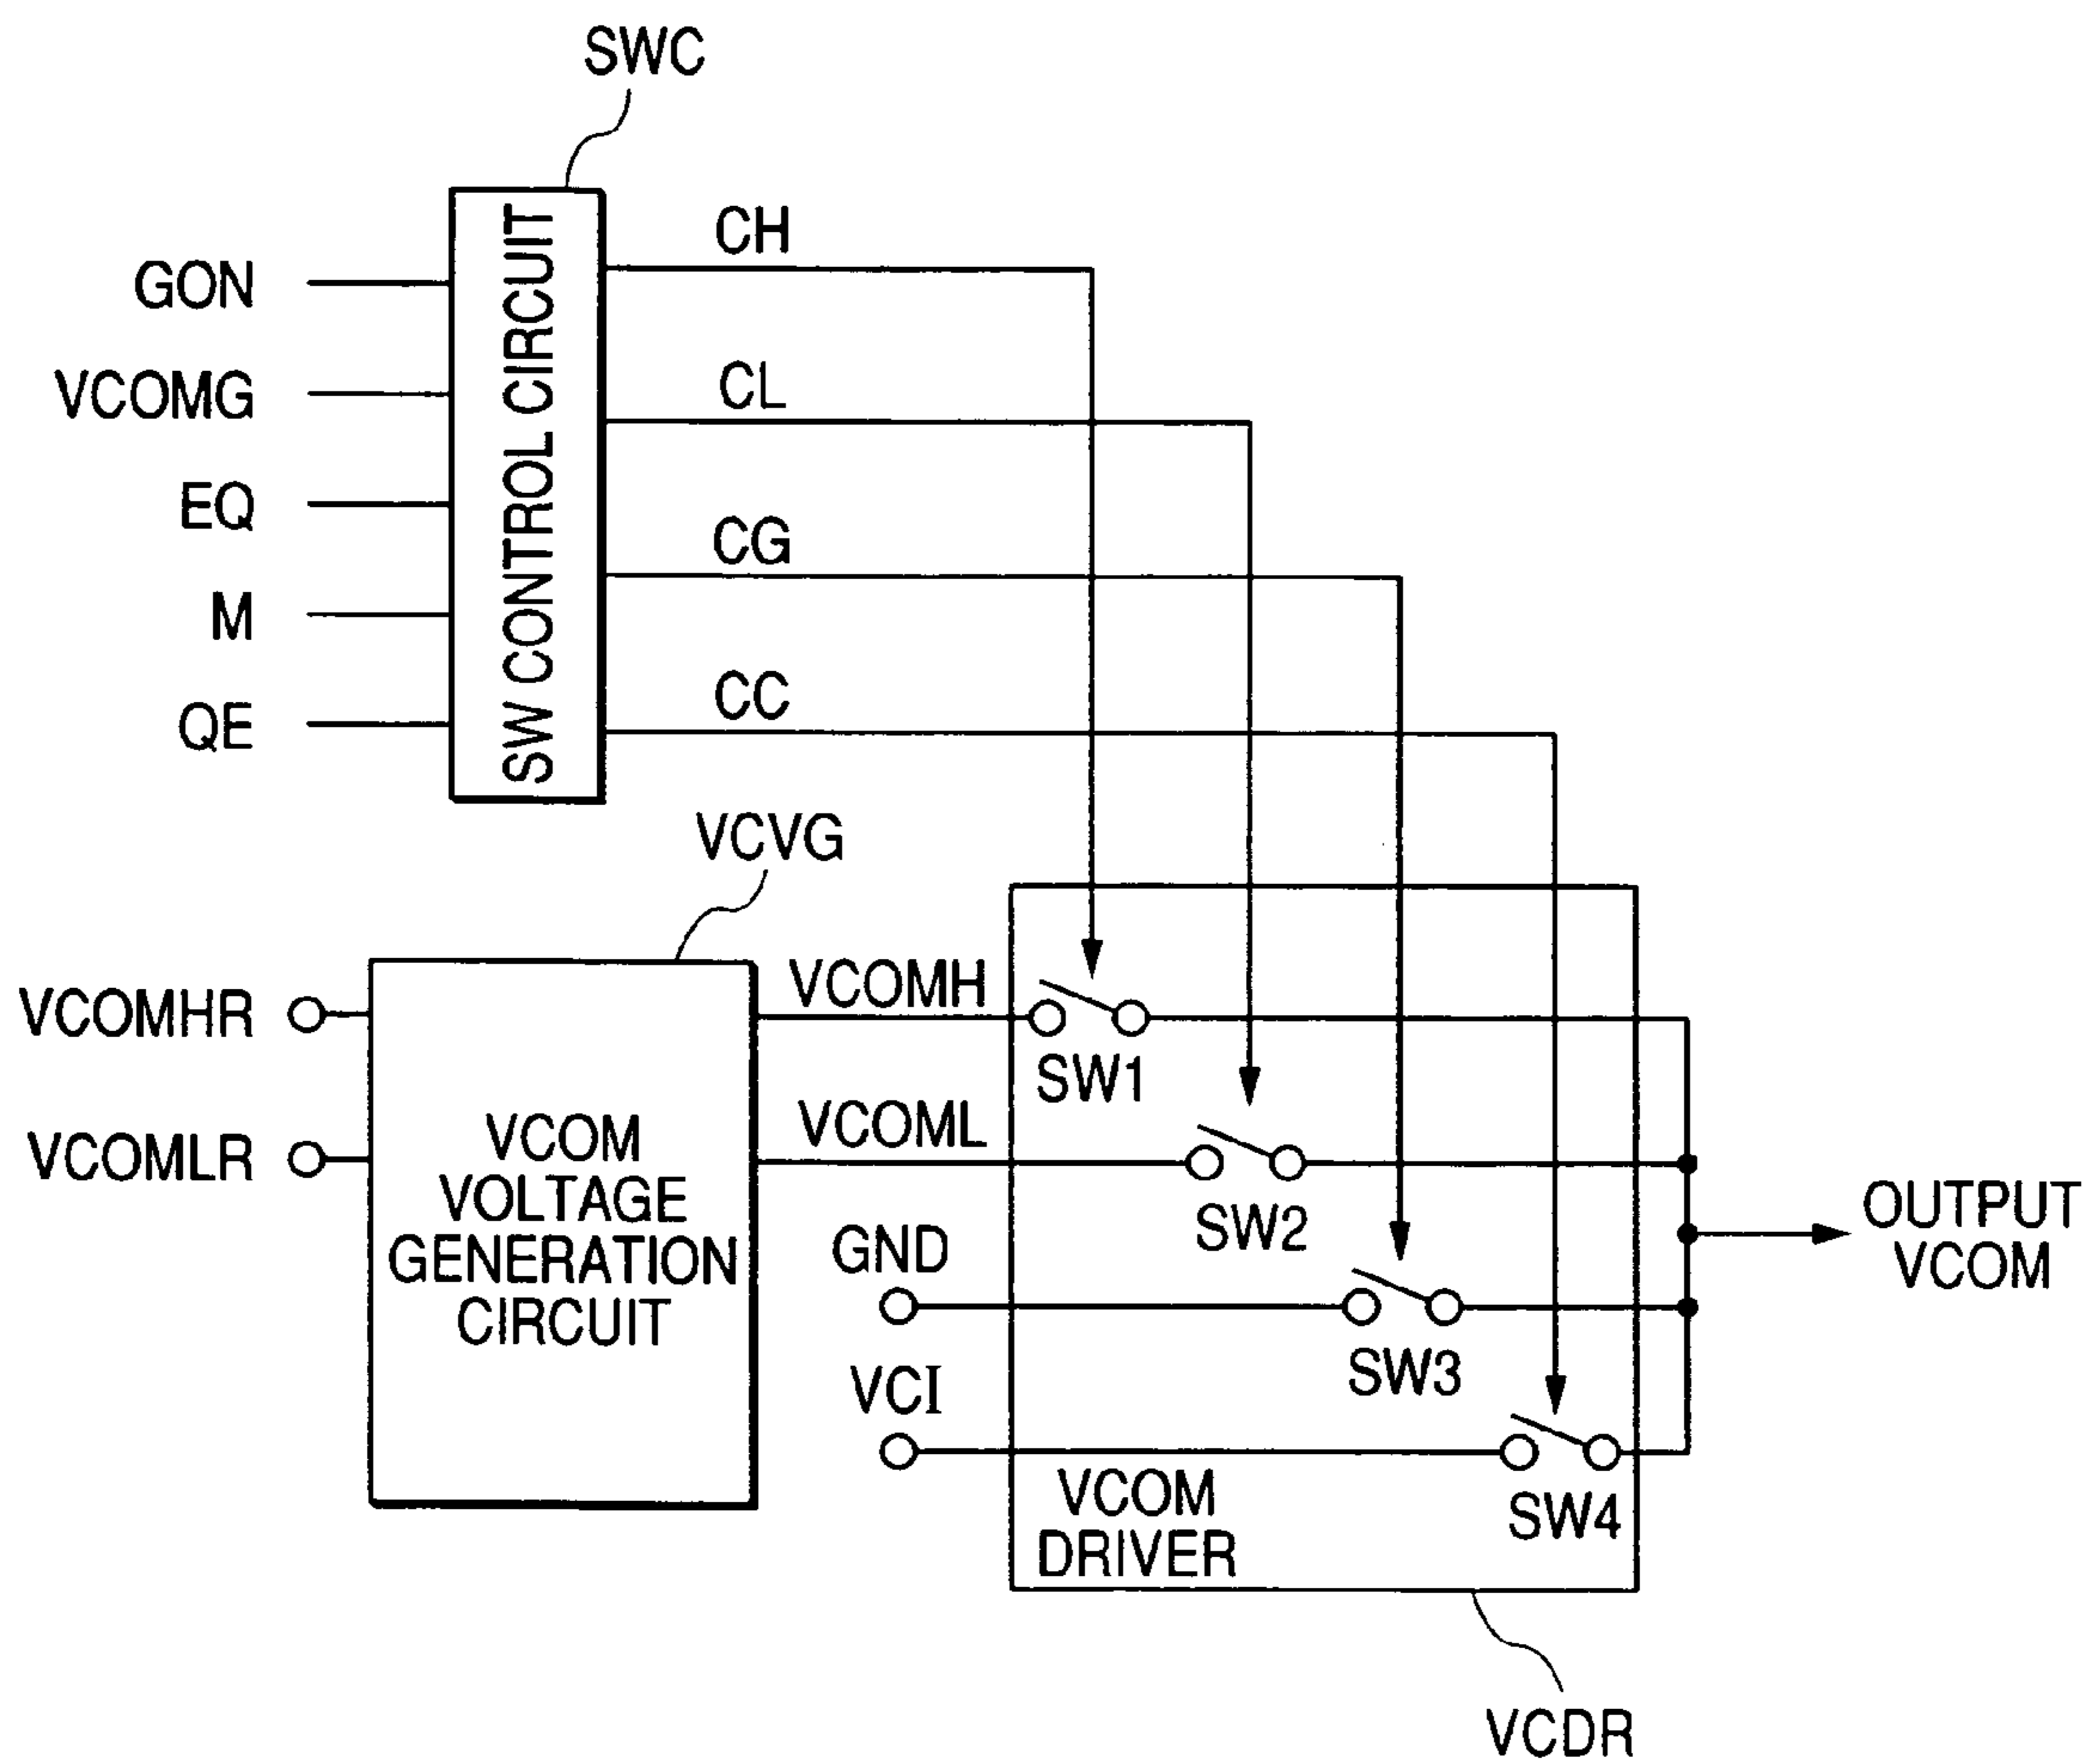 SWC
SW CONTROL CIRCUIT
GON
VCOMG
EQ
M
QE
CH
CL
CG
CC
VCVG
VCOMHR
VCOMLR
VCOM
VOLTAGE
GENERATION
CIRCUIT
VCOMH
VCOML
GND
VCI
SW1
SW2
SW3
SW4
VCOM
DRIVER
OUTPUT
VCOM
VCDR